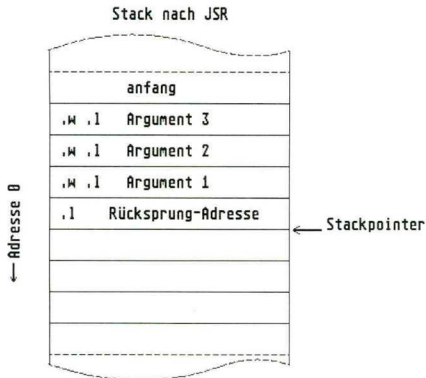 Stack nach JSR
anfang
.w .l Argument 3
.w .l Argument 2
.w .l Argument 1
.l Rücksprung-Adresse
Stackpointer
← Adresse 0